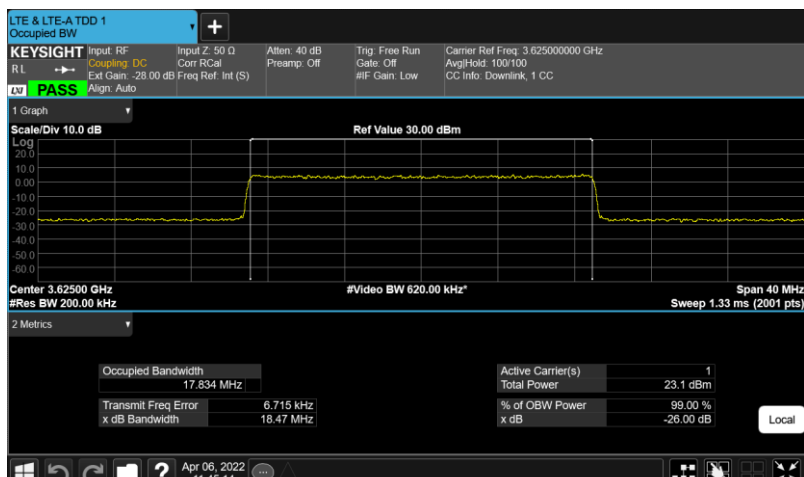 LTE & LTE-A TDD 1
Occupied BW
KEYSIGHT
R L
LXI PASS
Input: RF
Coupling: DC
Ext Gain: -28.00 dB
Align: Auto
Input Z: 50 Ω
Corr RCal
Freq Ref: Int (S)
Atten: 40 dB
Preamp: Off
Trig: Free Run
Gate: Off
#IF Gain: Low
Carrier Ref Freq: 3.625000000 GHz
Avg|Hold: 100/100
CC Info: Downlink, 1 CC
1 Graph
Scale/Div 10.0 dB
Ref Value 30.00 dBm
Log
20.0
10.0
0.00
-10.0
-20.0
-30.0
-40.0
-50.0
-60.0
Center 3.62500 GHz
#Video BW 620.00 kHz*
Span 40 MHz
#Res BW 200.00 kHz
Sweep 1.33 ms (2001 pts)
2 Metrics
Occupied Bandwidth
17.834 MHz
Active Carrier(s) 1
Total Power 23.1 dBm
Transmit Freq Error 6.715 kHz
x dB Bandwidth 18.47 MHz
% of OBW Power 99.00 %
x dB -26.00 dB
Local
?
Apr 06, 2022